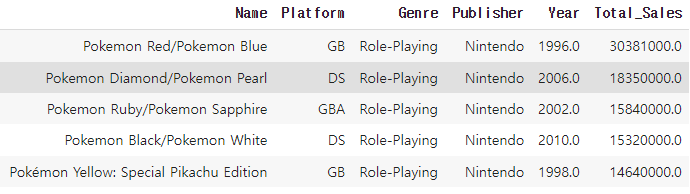 Name Platform Genre Publisher Year Total_Sales
Pokemon Red/Pokemon Blue GB Role-Playing Nintendo 1996.0 30381000.0
Pokemon Diamond/Pokemon Pearl DS Role-Playing Nintendo 2006.0 18350000.0
Pokemon Ruby/Pokemon Sapphire GBA Role-Playing Nintendo 2002.0 15840000.0
Pokemon Black/Pokemon White DS Role-Playing Nintendo 2010.0 15320000.0
Pokémon Yellow: Special Pikachu Edition GB Role-Playing Nintendo 1998.0 14640000.0